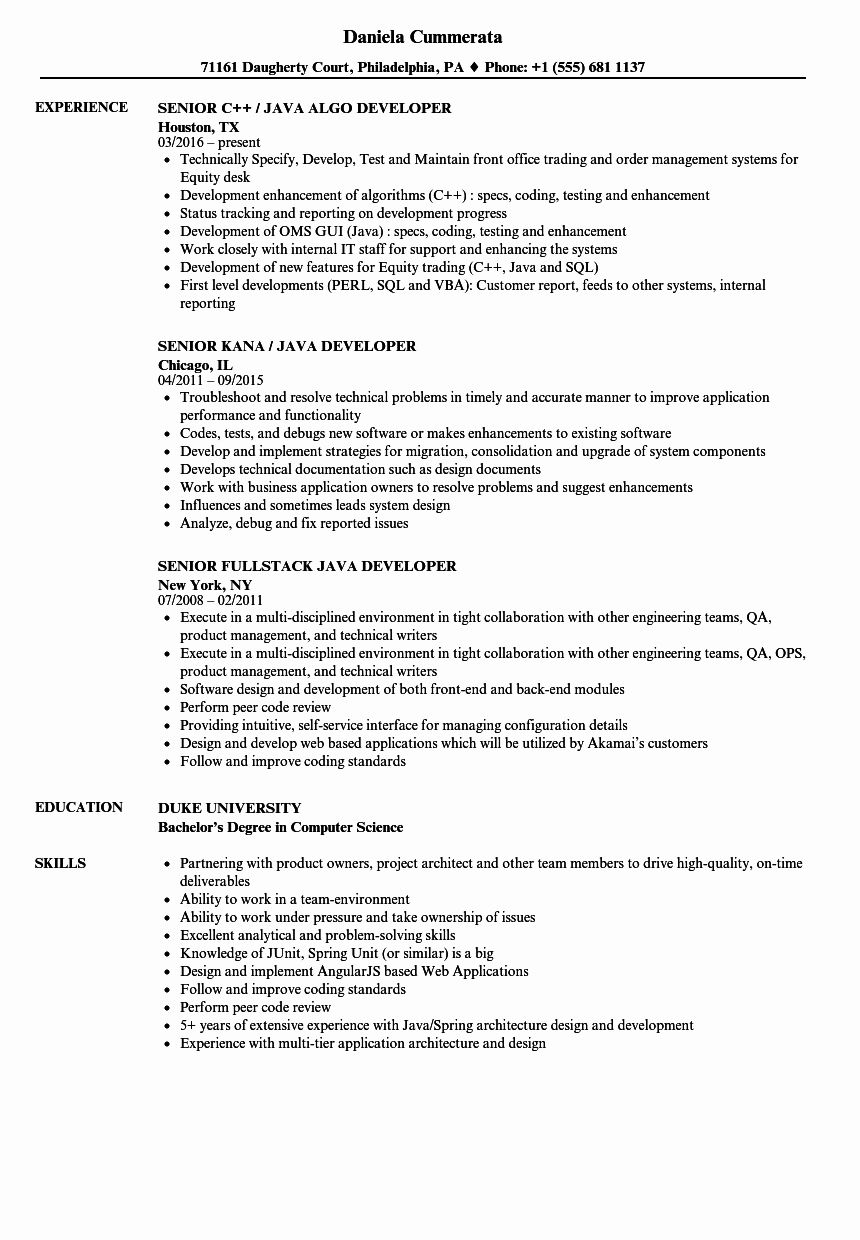 Daniela Cummerata
71161 Daugherty Court, Philadelphia, PA ♦ Phone: +1 (555) 681 1137
EXPERIENCE
SENIOR C++ / JAVA ALGO DEVELOPER
Houston, TX
03/2016 – present
• Technically Specify, Develop, Test and Maintain front office trading and order management systems for
Equity desk
• Development enhancement of algorithms (C++) : specs, coding, testing and enhancement
• Status tracking and reporting on development progress
• Development of OMS GUI (Java) : specs, coding, testing and enhancement
• Work closely with internal IT staff for support and enhancing the systems
• Development of new features for Equity trading (C++, Java and SQL)
• First level developments (PERL, SQL and VBA): Customer report, feeds to other systems, internal
reporting
SENIOR KANA / JAVA DEVELOPER
Chicago, IL
04/2011 – 09/2015
• Troubleshoot and resolve technical problems in timely and accurate manner to improve application
performance and functionality
• Codes, tests, and debugs new software or makes enhancements to existing software
• Develop and implement strategies for migration, consolidation and upgrade of system components
• Develops technical documentation such as design documents
• Work with business application owners to resolve problems and suggest enhancements
• Influences and sometimes leads system design
• Analyze, debug and fix reported issues
SENIOR FULLSTACK JAVA DEVELOPER
New York, NY
07/2008 – 02/2011
• Execute in a multi-disciplined environment in tight collaboration with other engineering teams, QA,
product management, and technical writers
• Execute in a multi-disciplined environment in tight collaboration with other engineering teams, QA, OPS,
product management, and technical writers
• Software design and development of both front-end and back-end modules
• Perform peer code review
• Providing intuitive, self-service interface for managing configuration details
• Design and develop web based applications which will be utilized by Akamai's customers
• Follow and improve coding standards
EDUCATION
DUKE UNIVERSITY
Bachelor's Degree in Computer Science
SKILLS
• Partnering with product owners, project architect and other team members to drive high-quality, on-time
deliverables
• Ability to work in a team-environment
• Ability to work under pressure and take ownership of issues
• Excellent analytical and problem-solving skills
• Knowledge of JUnit, Spring Unit (or similar) is a big
• Design and implement AngularJS based Web Applications
• Follow and improve coding standards
• Perform peer code review
• 5+ years of extensive experience with Java/Spring architecture design and development
• Experience with multi-tier application architecture and design